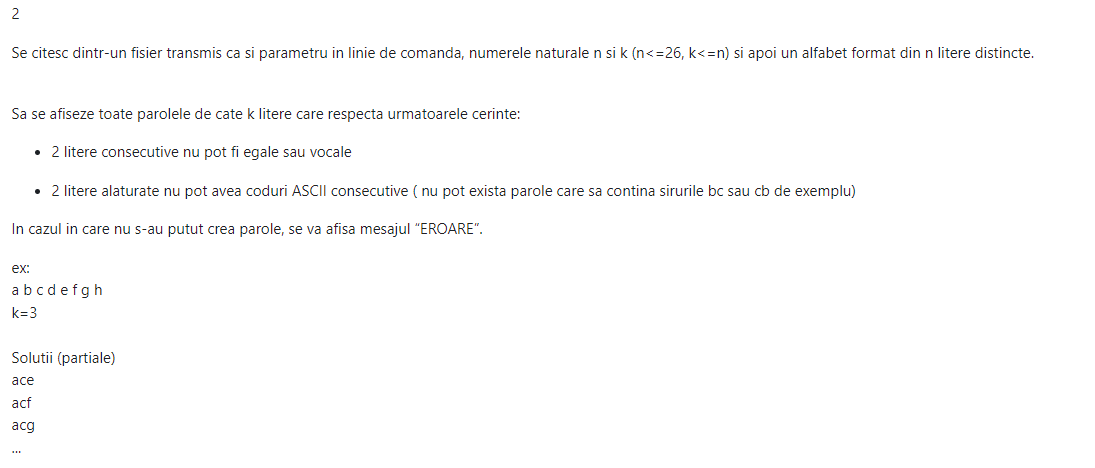 2
Se citesc dintr-un fisier transmis ca si parametru in linie de comanda, numerele naturale n si k (n<=26, k<=n) si apoi un alfabet format din n litere distincte.
Sa se afiseze toate parolele de cate k litere care respecta urmatoarele cerinte:
• 2 litere consecutive nu pot fi egale sau vocale
• 2 litere alaturate nu pot avea coduri ASCII consecutive ( nu pot exista parole care sa contina sirurile bc sau cb de exemplu)
In cazul in care nu s-au putut crea parole, se va afisa mesajul “EROARE”.
ex:
a b c d e f g h
k=3
Solutii (partiale)
ace
acf
acg
...